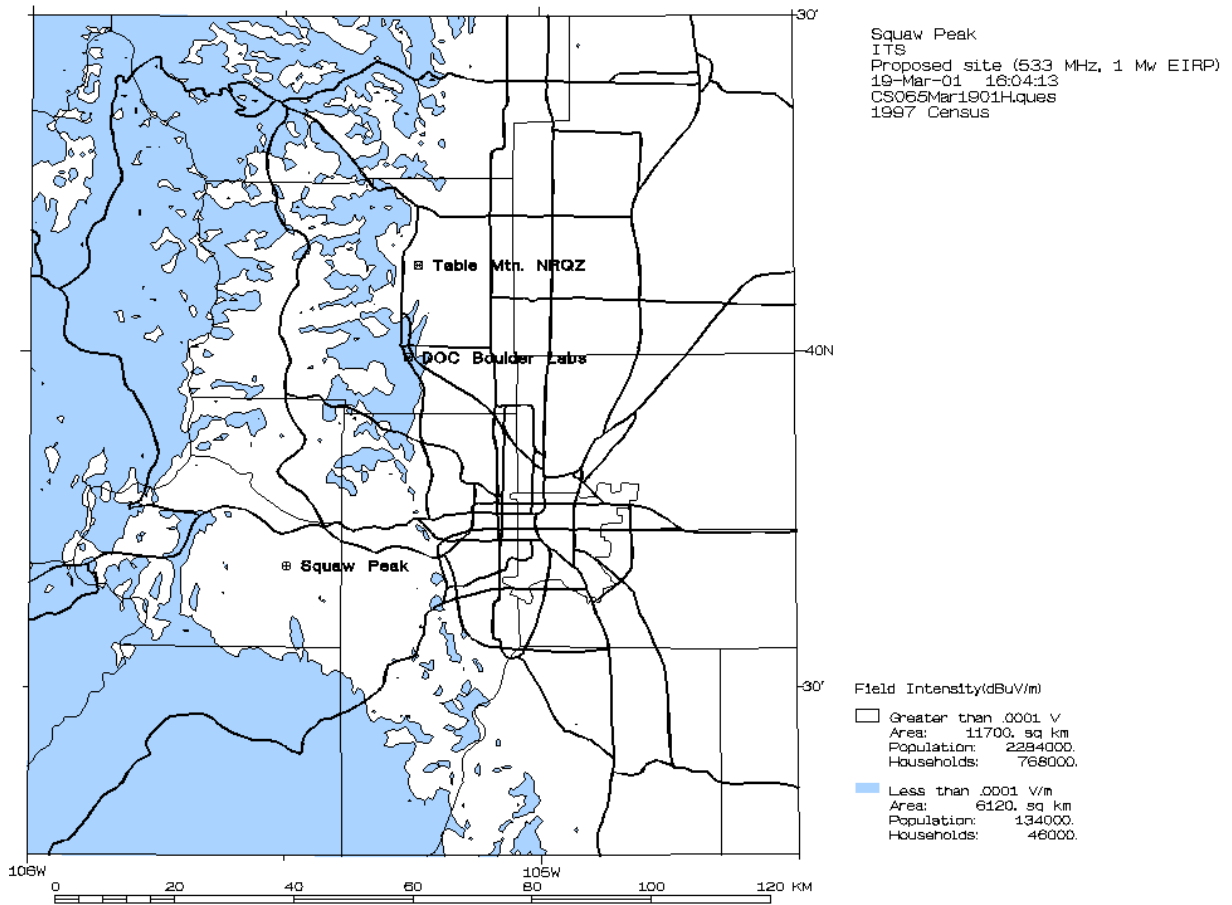 Squaw Peak
ITS
Proposed site (533 MHz, 1 Mw EIRP)
19-Mar-01 16:04:13
CS065Mar1901H.ques
1997 Census
30'
Table Mtn. NRQZ
40N
DOC Boulder Labs
Squaw Peak
30'
Field Intensity(dBuV/m)
Greater than .0001 V
Area: 11700. sq km
Population: 2284000.
Households: 768000.
Less than .0001 V/m
Area: 6120. sq km
Population: 134000.
Households: 46000.
106W
105W
0 20 40 60 80 100 120 KM